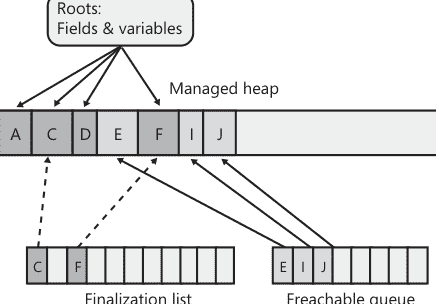 Roots:
Fields & variables
Managed heap
A C D E F I J
C F
E I J
Finalization list
Freachable queue